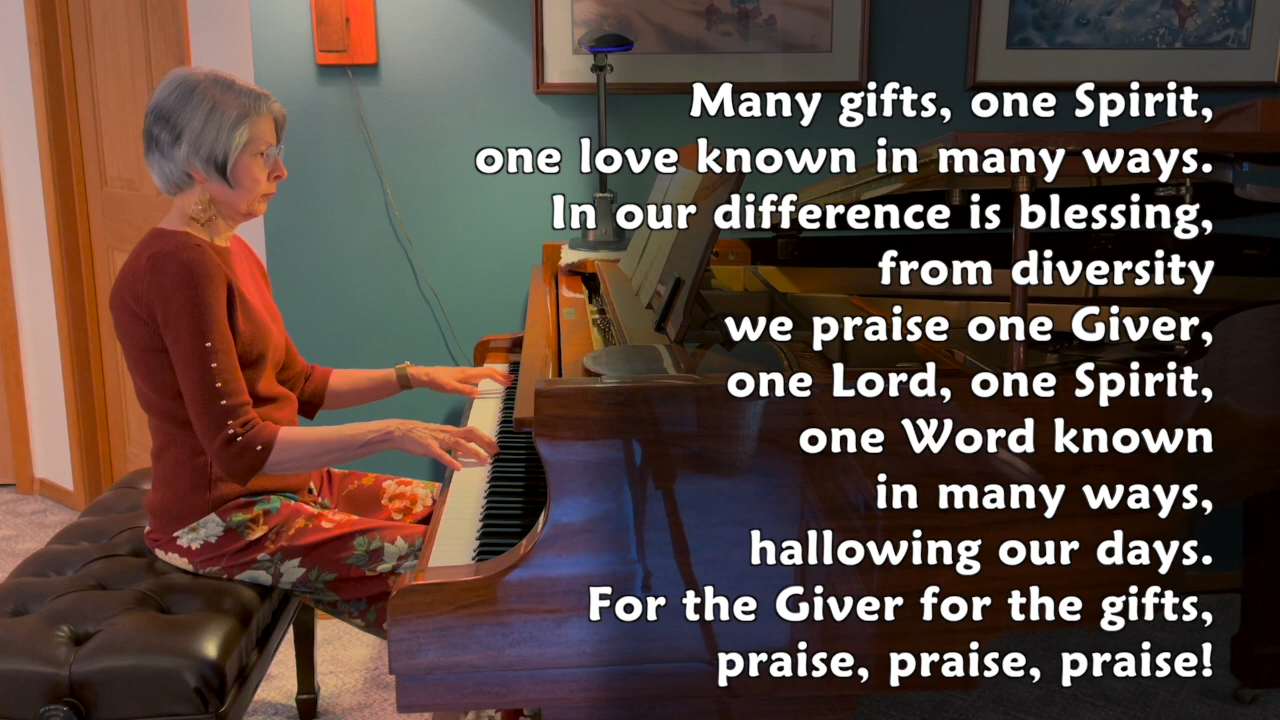 Many gifts, one Spirit,
one love known in many ways.
In our difference is blessing,
from diversity
we praise one Giver,
one Lord, one Spirit,
one Word known
in many ways,
hallowing our days.
For the Giver for the gifts,
praise, praise, praise!